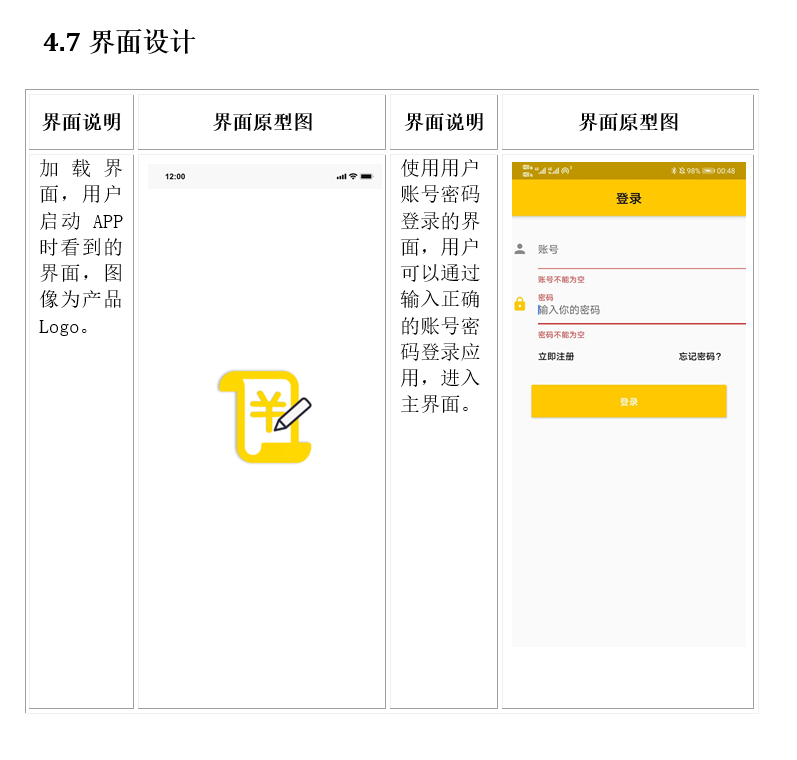 4.7 界面设计
界面说明 界面原型图 界面说明 界面原型图
加载界
面，用户
启动 APP
时看到的
界面，图
像为产品
Logo。
12:00
¥
使用用户
账号密码
登录的界
面，用户
可以通过
输入正确
的账号密
码登录应
用，进入
主界面。
98% 00:48
登录
账号
账号不能为空
密码
输入你的密码
密码不能为空
立即注册 忘记密码？
登录